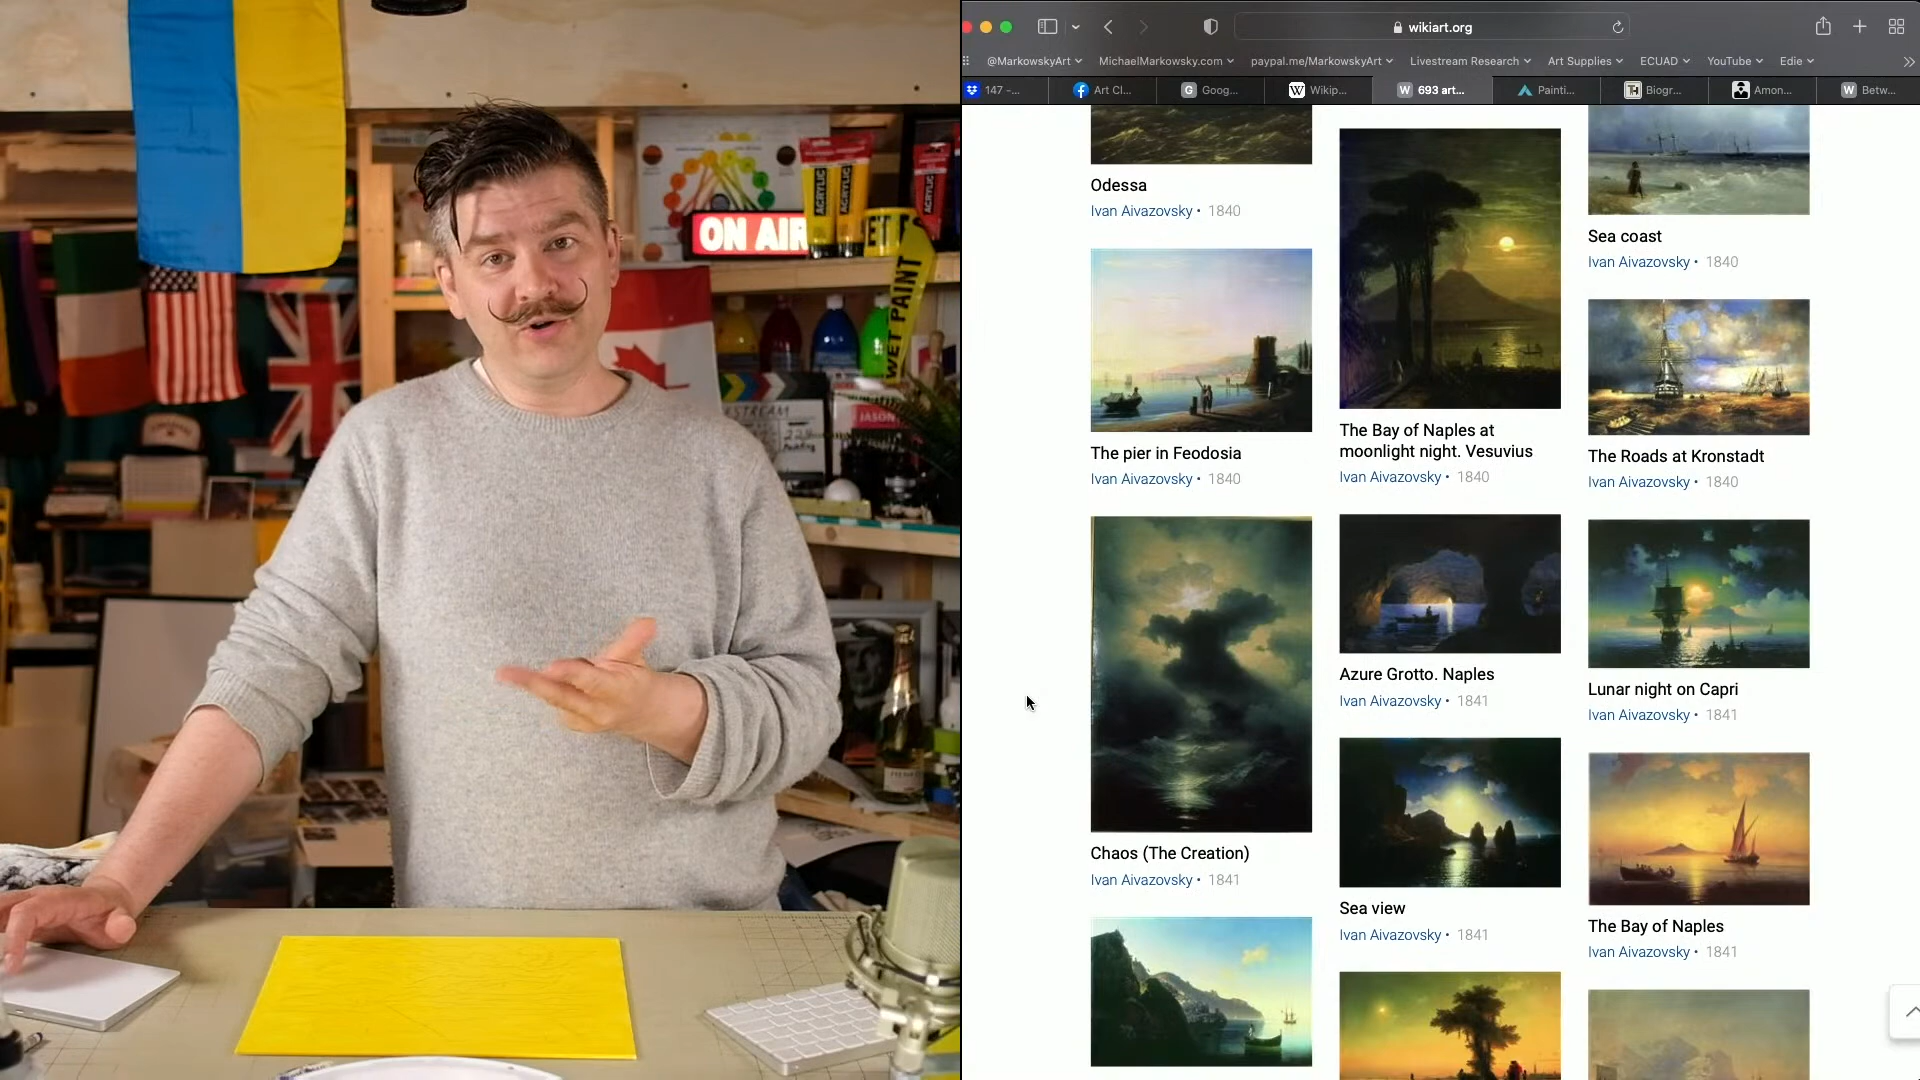 ON AIR
ACRYLIC
ACRYLIC
WET PAINT
JASON
wikiart.org
@MarkowskyArt
MichaelMarkowsky.com
paypal.me/MarkowskyArt
Livestream Research
Art Supplies
ECUAD
YouTube
Edie
147 -...
Art Cl...
Goog...
Wikip...
693 art...
Painti...
Biogr...
Amon...
Betw...
Odessa
Ivan Aivazovsky • 1840
The pier in Feodosia
Ivan Aivazovsky • 1840
Chaos (The Creation)
Ivan Aivazovsky • 1841
The Bay of Naples at
moonlight night. Vesuvius
Ivan Aivazovsky • 1840
Azure Grotto. Naples
Ivan Aivazovsky • 1841
Sea view
Ivan Aivazovsky • 1841
Sea coast
Ivan Aivazovsky • 1840
The Roads at Kronstadt
Ivan Aivazovsky • 1840
Lunar night on Capri
Ivan Aivazovsky • 1841
The Bay of Naples
Ivan Aivazovsky • 1841